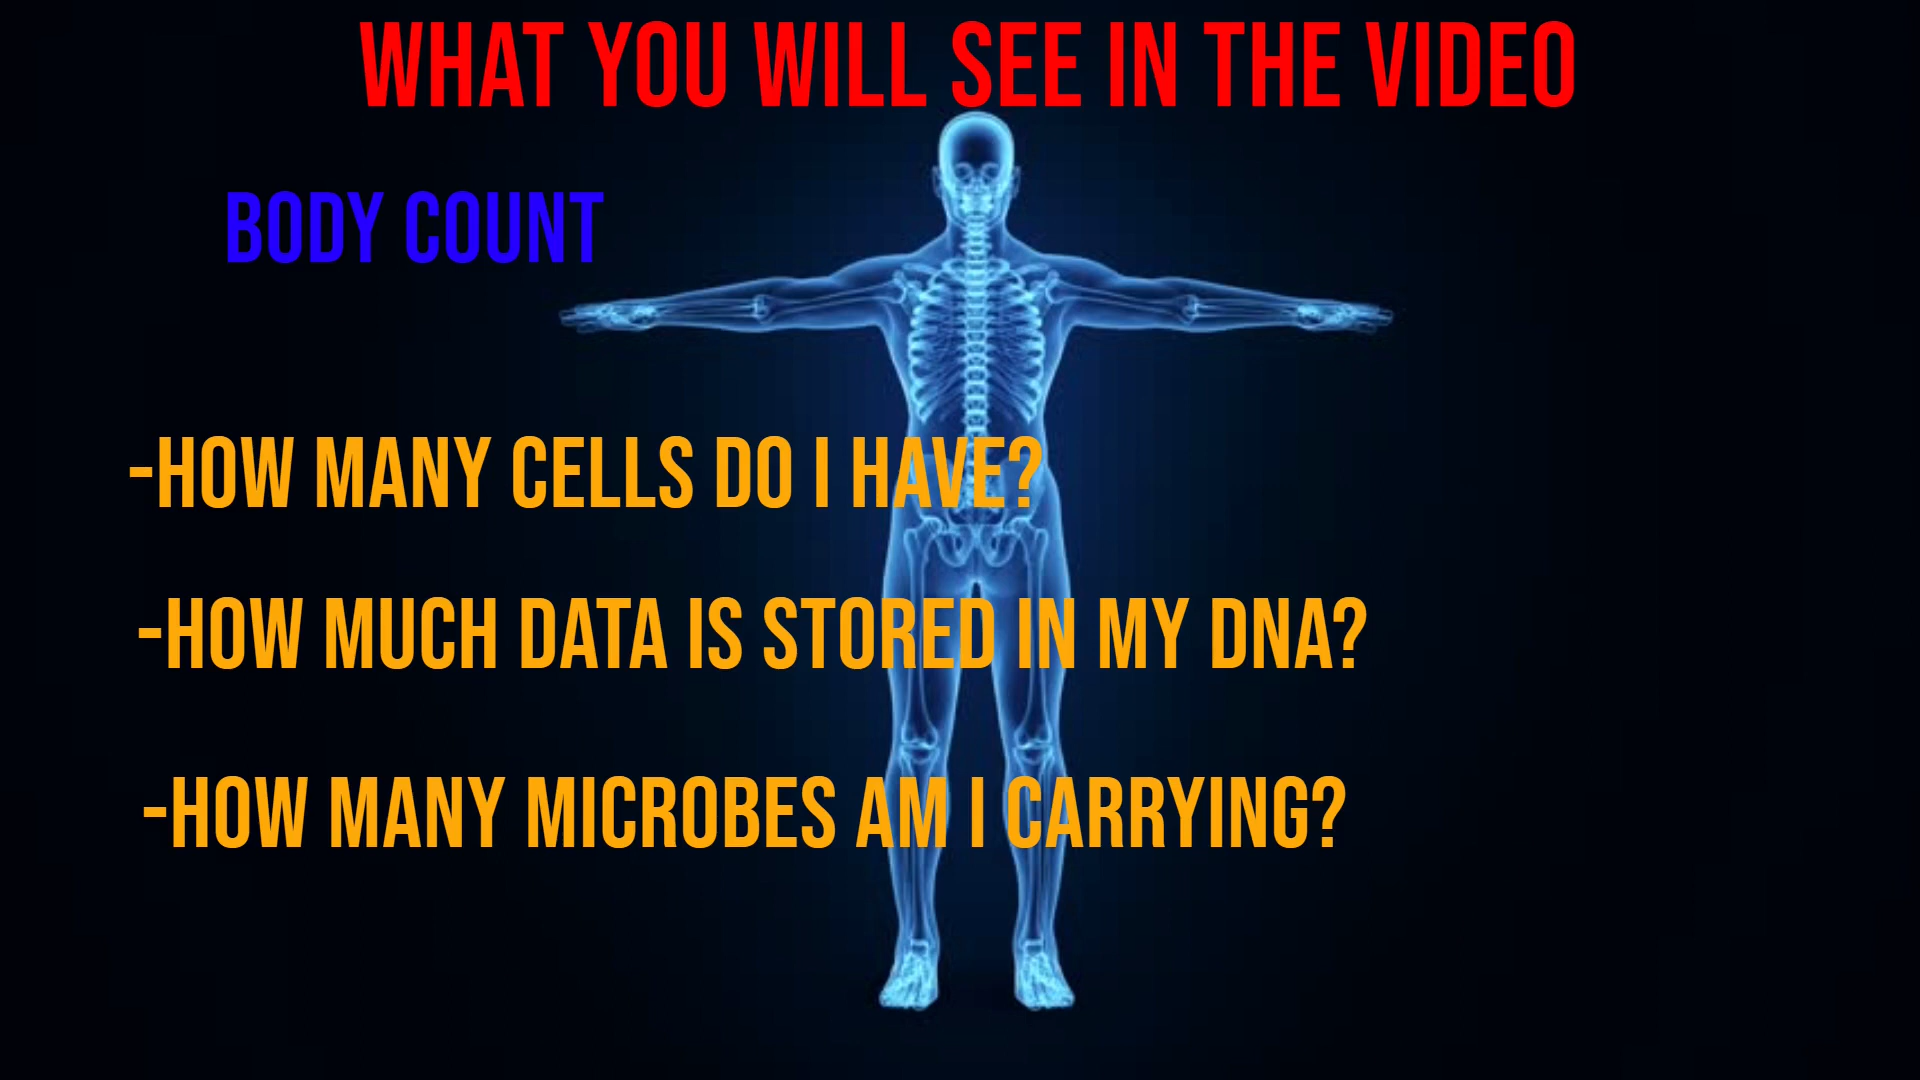 WHAT YOU WILL SEE IN THE VIDEO
BODY COUNT
-HOW MANY CELLS DO I HAVE?
-HOW MUCH DATA IS STORED IN MY DNA?
-HOW MANY MICROBES AM I CARRYING?